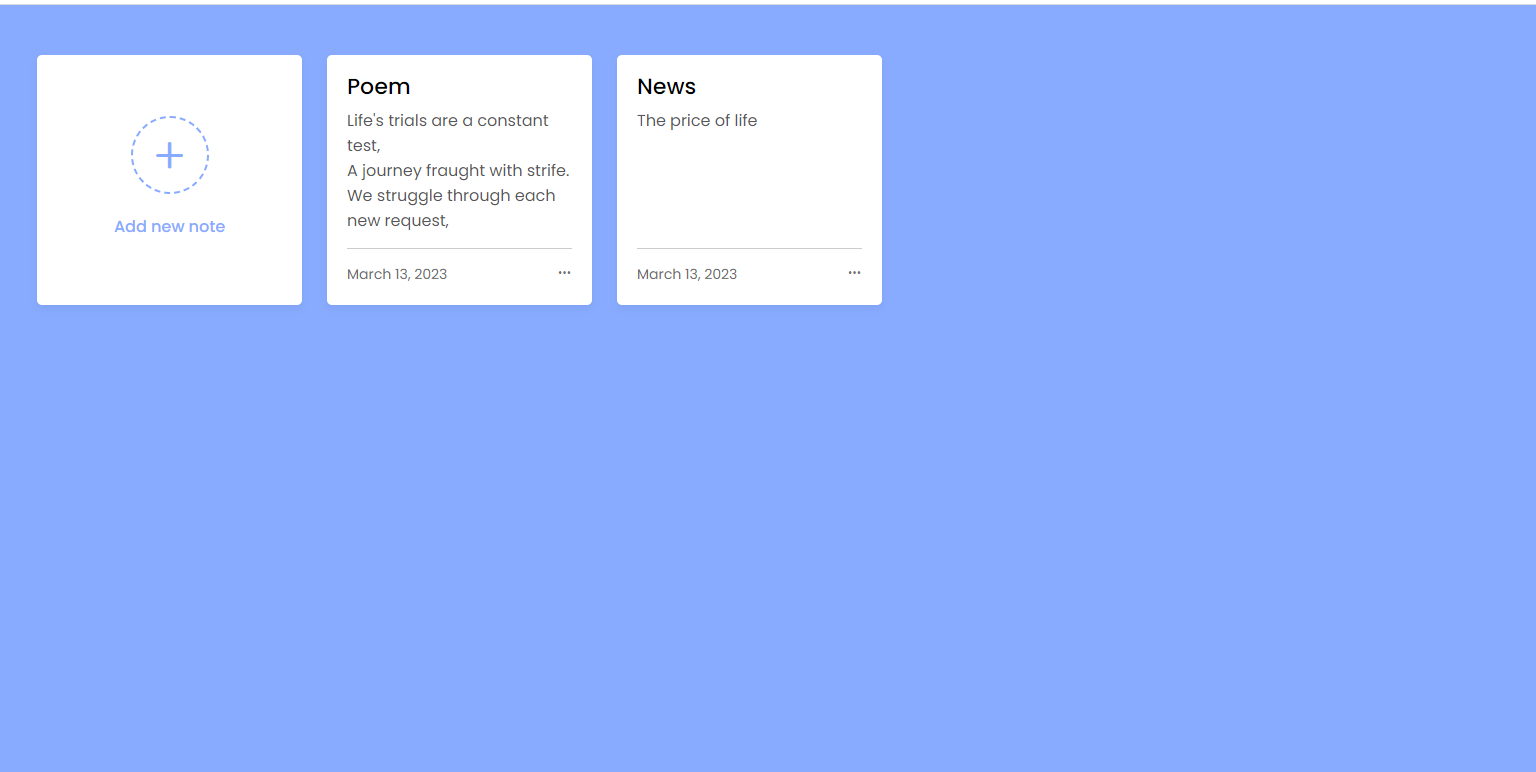 Add new note
Poem
Life's trials are a constant
test,
A journey fraught with strife.
We struggle through each
new request,
March 13, 2023
News
The price of life
March 13, 2023